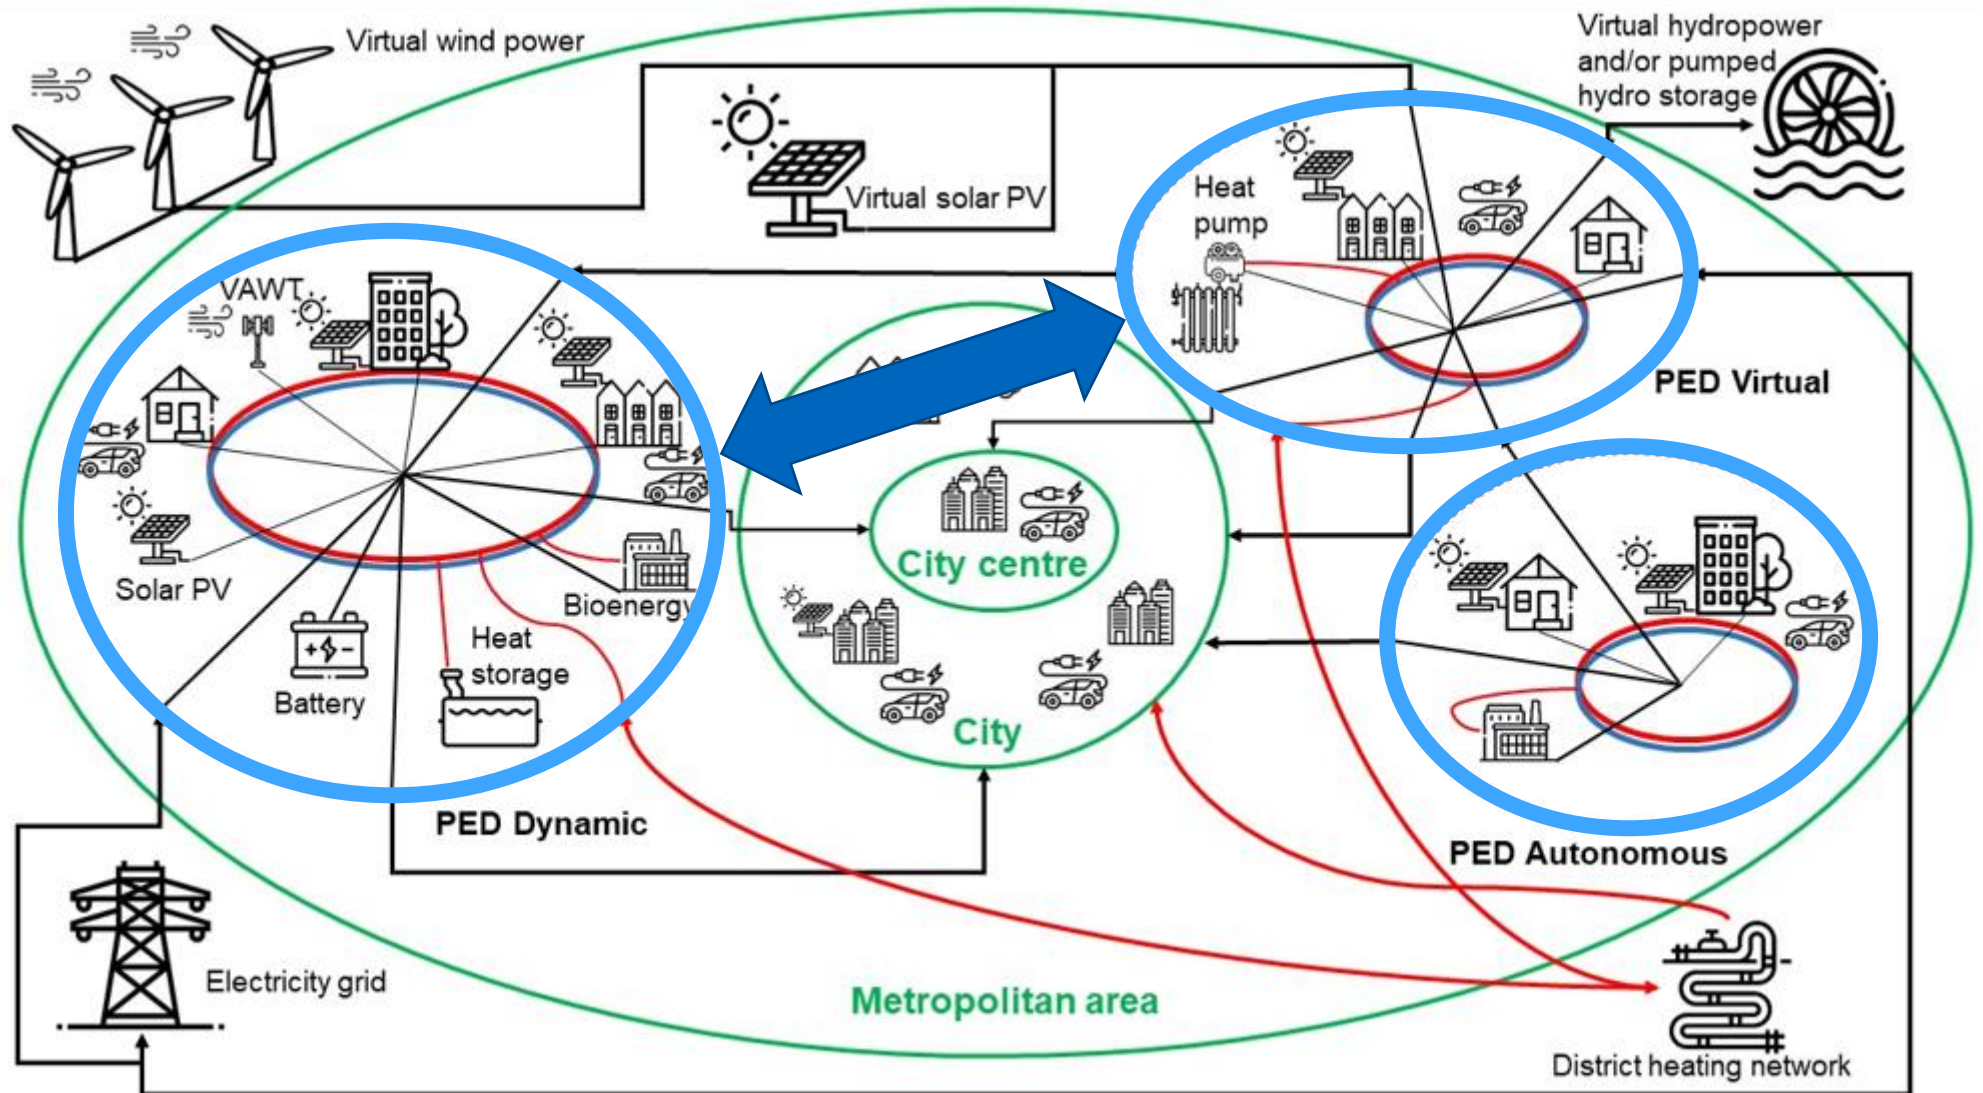 Virtual wind power
Virtual hydropower
and/or pumped
hydro storage
Virtual solar PV
Heat
pump
VAWT
PED Virtual
City centre
Solar PV
Bioenergy
Heat
storage
Battery
City
PED Dynamic
PED Autonomous
Electricity grid
Metropolitan area
District heating network